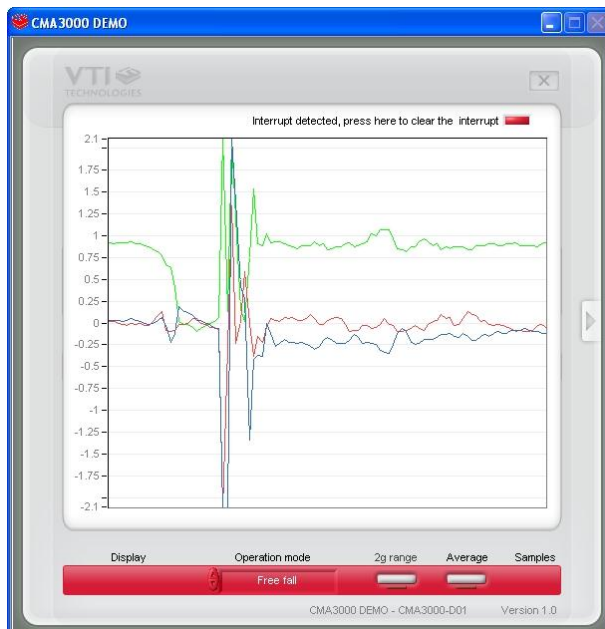 CMA3000 DEMO
VTI
TECHNOLOGIES
Interrupt detected, press here to clear the interrupt
2.1
1.75
1.5
1.25
1
0.75
0.5
0.25
0
-0.25
-0.5
-0.75
-1
-1.25
-1.5
-1.75
-2.1
Display Operation mode 2g range Average Samples
Free fall
CMA3000 DEMO - CMA3000-D01 Version 1.0